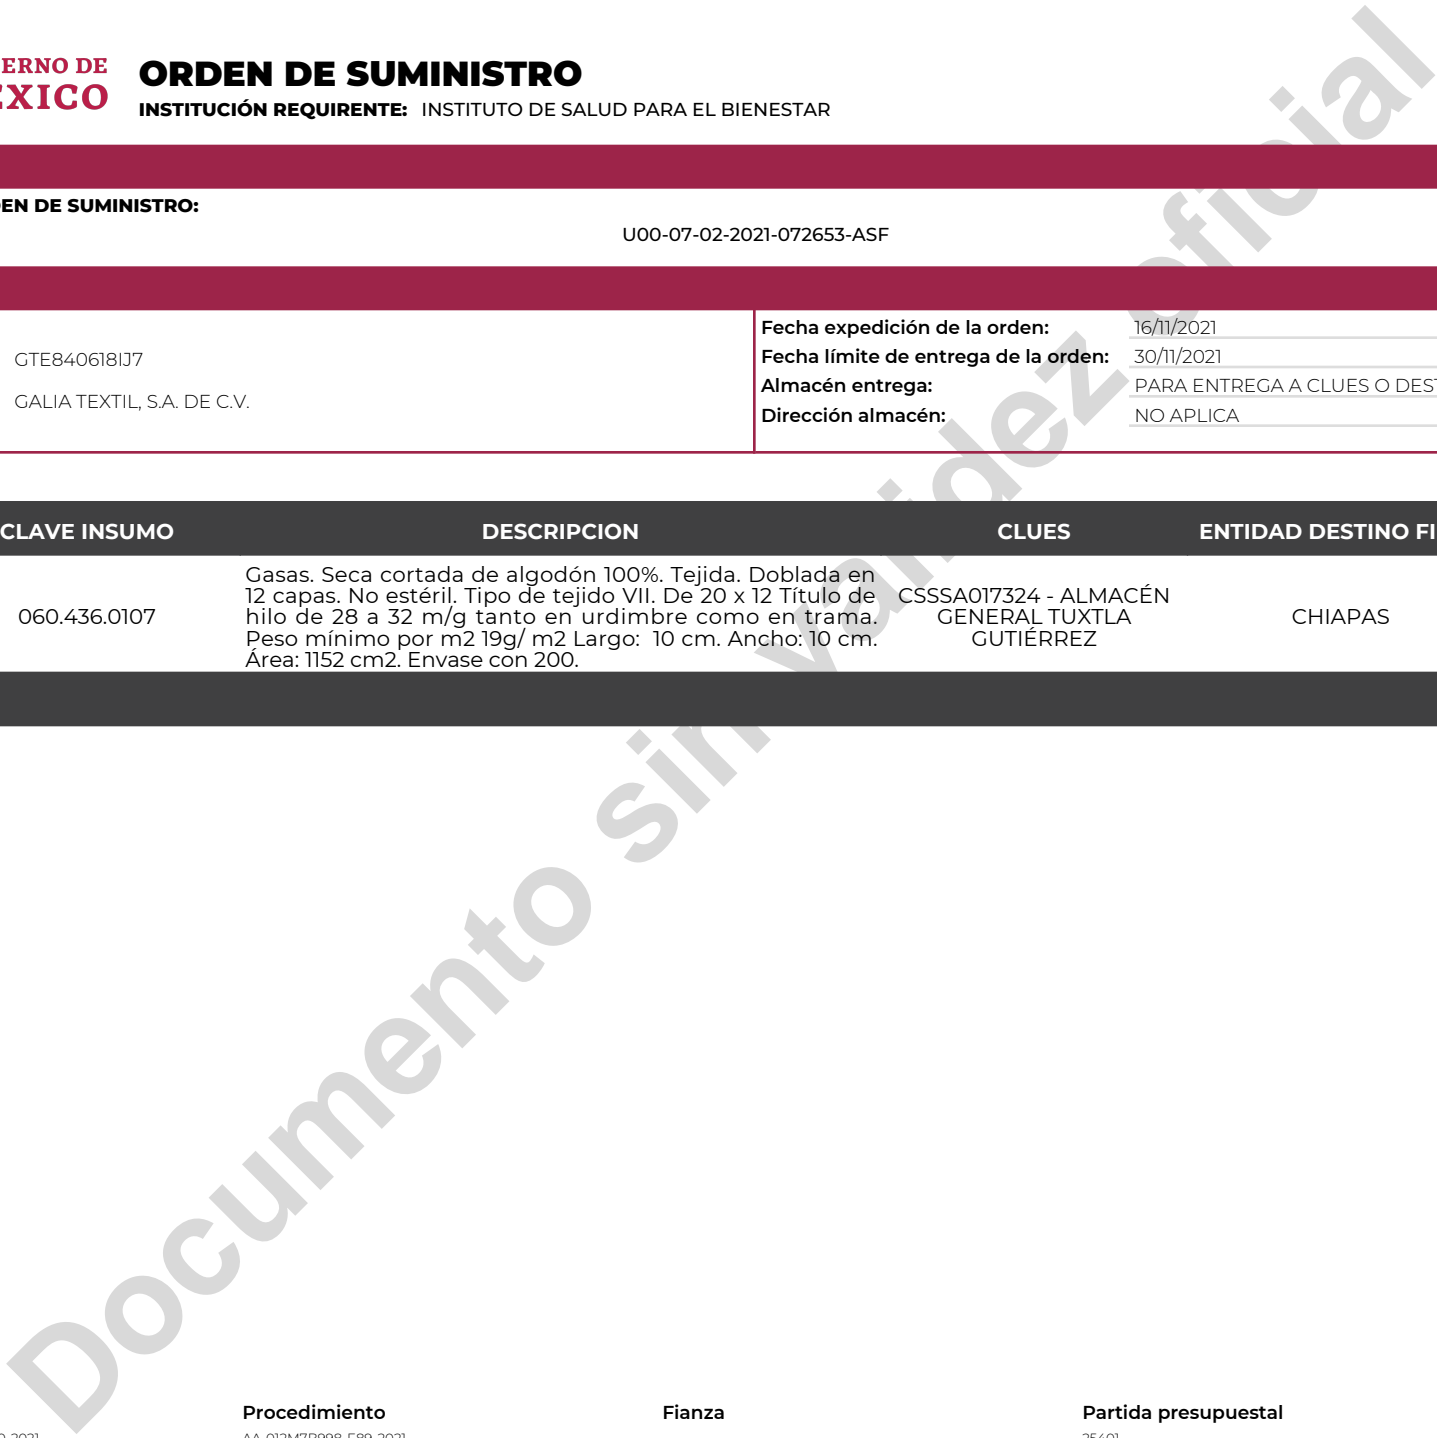 ERNO DE
EXICO
ORDEN DE SUMINISTRO
INSTITUCIÓN REQUIRENTE: INSTITUTO DE SALUD PARA EL BIENESTAR
EN DE SUMINISTRO:
U00-07-02-2021-072653-ASF
GTE840618IJ7
GALIA TEXTIL, S.A. DE C.V.
Fecha expedición de la orden: 16/11/2021
Fecha límite de entrega de la orden: 30/11/2021
Almacén entrega: PARA ENTREGA A CLUES O DEST
Dirección almacén: NO APLICA
CLAVE INSUMO DESCRIPCION CLUES ENTIDAD DESTINO FI
060.436.0107
Gasas. Seca cortada de algodón 100%. Tejida. Doblada en
12 capas. No estéril. Tipo de tejido VII. De 20 x 12 Título de
hilo de 28 a 32 m/g tanto en urdimbre como en trama.
Peso mínimo por m2 19g/ m2 Largo: 10 cm. Ancho: 10 cm.
Área: 1152 cm2. Envase con 200.
CSSSA017324 - ALMACÉN
GENERAL TUXTLA
GUTIÉRREZ
CHIAPAS
Documento sin validez oficial
Procedimiento Fianza Partida presupuestal